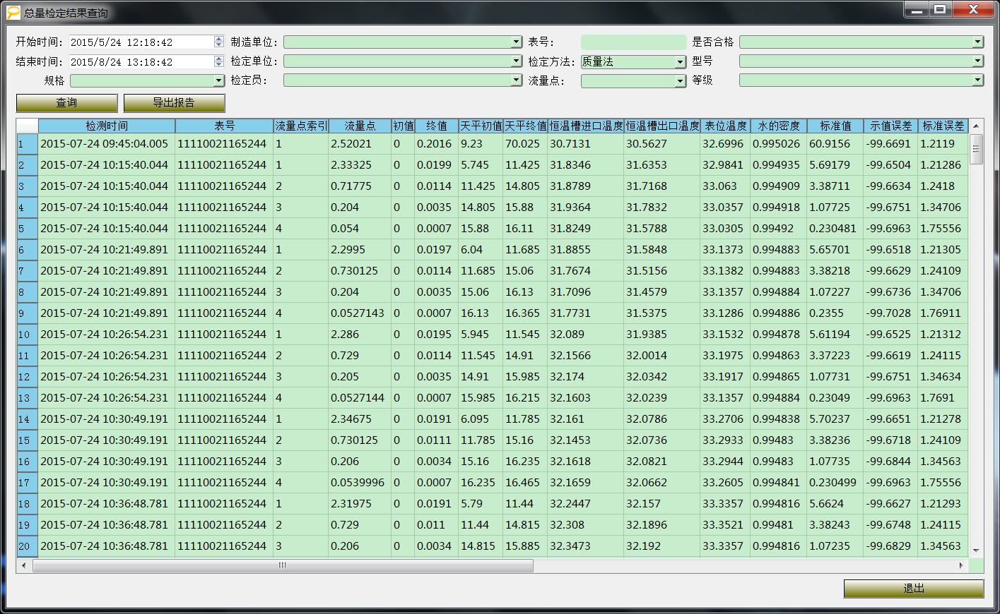 总量检定结果查询
开始时间: 2015/5/24 12:18:42 制造单位: 表号: 是否合格
结束时间: 2015/8/24 13:18:42 检定单位: 检定方法: 质量法 型号
规格 检定员: 流量点: 等级
查询 导出报告
检测时间 表号 流量点索引 流量点 初值 终值 天平初值 天平终值 恒温槽进口温度 恒温槽出口温度 表位温度 水的密度 标准值 示值误差 标准误差
1 2015-07-24 09:45:04.005 11110021165244 1 2.52021 0 0.2016 9.23 70.025 30.7131 30.5627 32.6996 0.995026 60.9156 -99.6691 1.2119
2 2015-07-24 10:15:40.044 11110021165244 1 2.33325 0 0.0199 5.745 11.425 31.8346 31.6353 32.9841 0.994935 5.69179 -99.6504 1.21286
3 2015-07-24 10:15:40.044 11110021165244 2 0.71775 0 0.0114 11.425 14.805 31.8789 31.7168 33.063 0.994909 3.38711 -99.6634 1.2418
4 2015-07-24 10:15:40.044 11110021165244 3 0.204 0 0.0035 14.805 15.88 31.9364 31.7832 33.0357 0.994918 1.07725 -99.6751 1.34706
5 2015-07-24 10:15:40.044 11110021165244 4 0.054 0 0.0007 15.88 16.11 31.8249 31.5788 33.0305 0.99492 0.230481 -99.6963 1.75556
6 2015-07-24 10:21:49.891 11110021165244 1 2.2995 0 0.0197 6.04 11.685 31.8855 31.5848 33.1373 0.994883 5.65701 -99.6518 1.21305
7 2015-07-24 10:21:49.891 11110021165244 2 0.730125 0 0.0114 11.685 15.06 31.7674 31.5156 33.1382 0.994883 3.38218 -99.6629 1.24109
8 2015-07-24 10:21:49.891 11110021165244 3 0.204 0 0.0035 15.06 16.13 31.7096 31.4579 33.1357 0.994884 1.07227 -99.6736 1.34706
9 2015-07-24 10:21:49.891 11110021165244 4 0.0527143 0 0.0007 16.13 16.365 31.7731 31.5375 33.1286 0.994886 0.2355 -99.7028 1.76911
10 2015-07-24 10:26:54.231 11110021165244 1 2.286 0 0.0195 5.945 11.545 32.089 31.9385 33.1532 0.994878 5.61194 -99.6525 1.21312
11 2015-07-24 10:26:54.231 11110021165244 2 0.729 0 0.0114 11.545 14.91 32.1566 32.0014 33.1975 0.994863 3.37223 -99.6619 1.24115
12 2015-07-24 10:26:54.231 11110021165244 3 0.205 0 0.0035 14.91 15.985 32.174 32.0342 33.1917 0.994865 1.07731 -99.6751 1.34634
13 2015-07-24 10:26:54.231 11110021165244 4 0.0527144 0 0.0007 15.985 16.215 32.1603 32.0239 33.1357 0.994884 0.23049 -99.6963 1.7691
14 2015-07-24 10:30:49.191 11110021165244 1 2.34675 0 0.0191 6.095 11.785 32.161 32.0786 33.2706 0.994838 5.70237 -99.6651 1.21278
15 2015-07-24 10:30:49.191 11110021165244 2 0.730125 0 0.0111 11.785 15.16 32.1453 32.0736 33.2933 0.99483 3.38236 -99.6718 1.24109
16 2015-07-24 10:30:49.191 11110021165244 3 0.206 0 0.0034 15.16 16.235 32.1618 32.0821 33.2944 0.99483 1.07735 -99.6844 1.34563
17 2015-07-24 10:30:49.191 11110021165244 4 0.0539996 0 0.0007 16.235 16.465 32.1659 32.0662 33.2605 0.994841 0.230499 -99.6963 1.75556
18 2015-07-24 10:36:48.781 11110021165244 1 2.31975 0 0.0191 5.79 11.44 32.2447 32.157 33.3357 0.994816 5.6624 -99.6627 1.21293
19 2015-07-24 10:36:48.781 11110021165244 2 0.729 0 0.011 11.44 14.815 32.308 32.1896 33.3521 0.99481 3.38243 -99.6748 1.24115
20 2015-07-24 10:36:48.781 11110021165244 3 0.206 0 0.0034 14.815 15.885 32.3473 32.192 33.3357 0.994816 1.07235 -99.6829 1.34563
退出